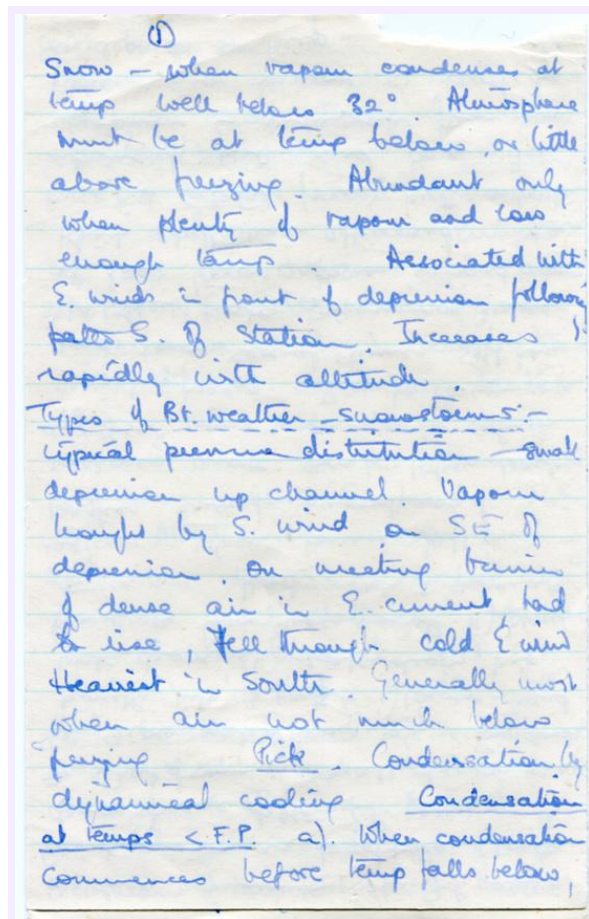 ①
Snow – when vapour condenses at
temp well below 32° Atmosphere
must be at temp below, or little
above freezing. Abundant only
when plenty of vapour and low
enough temp. Associated with
E. winds in front of depression following
paths S. of Station. Increases
rapidly with altitude.
Types of Br. weather – snowstorms:–
typical pressure distribution – small
depression up channel. Vapour
brought by S. wind on SE of
depression. On meeting barrier
of dense air in E. current had
to rise, fell through cold E wind
Heaviest in South. Generally most
when air not much below
freezing Pick. Condensation by
dynamical cooling Condensation
at temps < F.P. a). When condensation
commences before temp falls below,